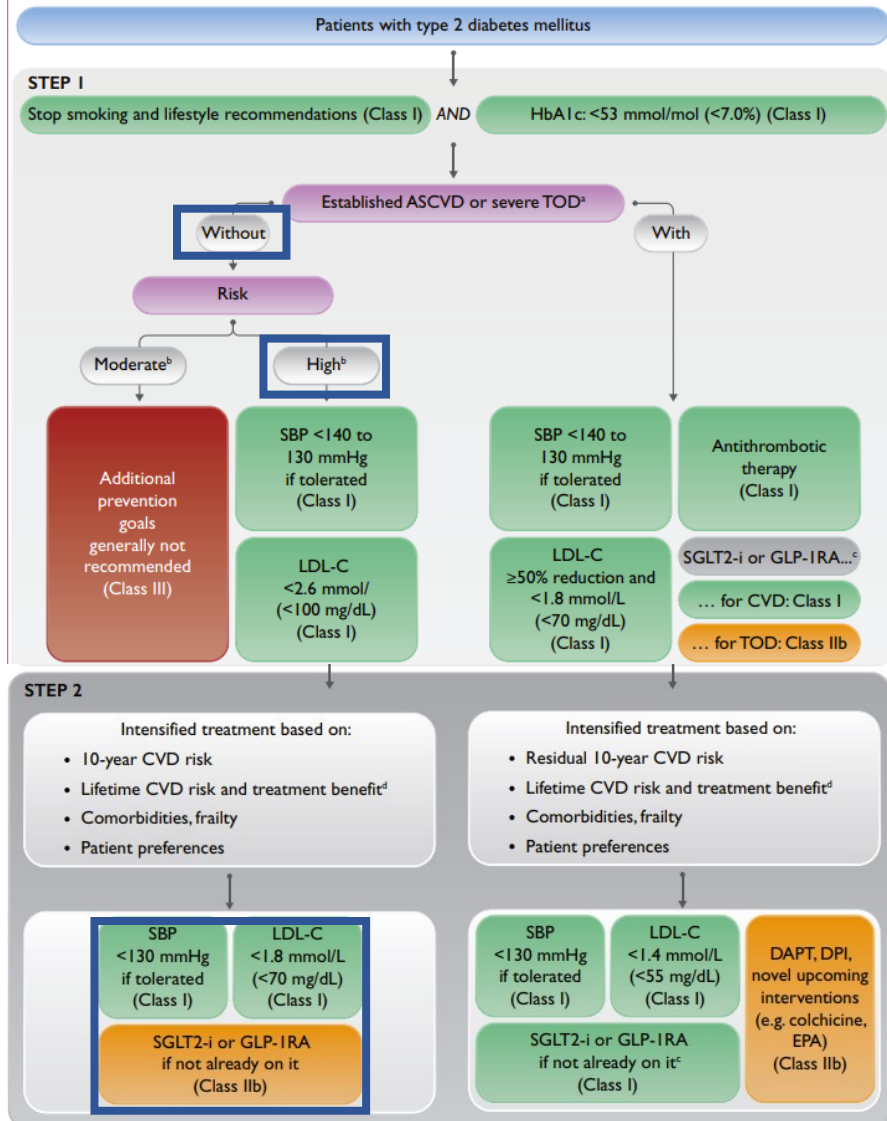 Patients with type 2 diabetes mellitus
STEP 1
Stop smoking and lifestyle recommendations (Class I)
AND
HbA1c: <53 mmol/mol (<7.0%) (Class I)
Established ASCVD or severe TODᵃ
Without
With
Risk
Moderateᵇ
Highᵇ
Additional
prevention
goals
generally not
recommended
(Class III)
SBP <140 to
130 mmHg
if tolerated
(Class I)
LDL-C
<2.6 mmol/
(<100 mg/dL)
(Class I)
SBP <140 to
130 mmHg
if tolerated
(Class I)
LDL-C
≥50% reduction and
<1.8 mmol/L
(<70 mg/dL)
(Class I)
Antithrombotic
therapy
(Class I)
SGLT2-i or GLP-1RA...ᶜ
... for CVD: Class I
... for TOD: Class IIb
STEP 2
Intensified treatment based on:
• 10-year CVD risk
• Lifetime CVD risk and treatment benefitᵈ
• Comorbidities, frailty
• Patient preferences
Intensified treatment based on:
• Residual 10-year CVD risk
• Lifetime CVD risk and treatment benefitᵈ
• Comorbidities, frailty
• Patient preferences
SBP
<130 mmHg
if tolerated
(Class I)
LDL-C
<1.8 mmol/L
(<70 mg/dL)
(Class I)
SGLT2-i or GLP-1RA
if not already on it
(Class IIb)
SBP
<130 mmHg
if tolerated
(Class I)
LDL-C
<1.4 mmol/L
(<55 mg/dL)
(Class I)
SGLT2-i or GLP-1RA
if not already on itᶜ
(Class I)
DAPT, DPI,
novel upcoming
interventions
(e.g. colchicine,
EPA)
(Class IIb)